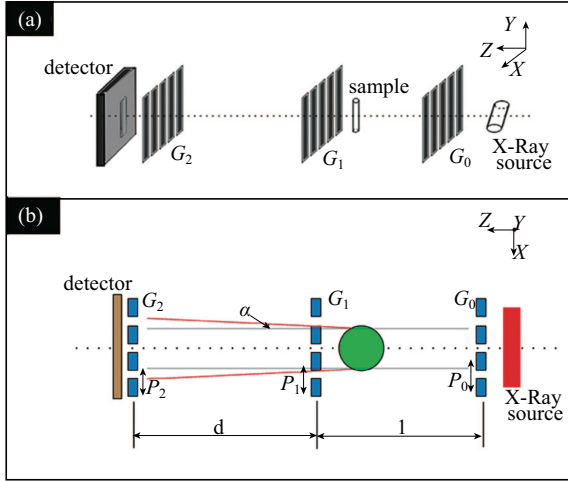 (a)
detector
G2
G1
sample
G0
X-Ray
source
Y
Z
X
(b)
detector
G2
α
G1
G0
Z
Y
X
P2
P1
P0
X-Ray
source
d
l